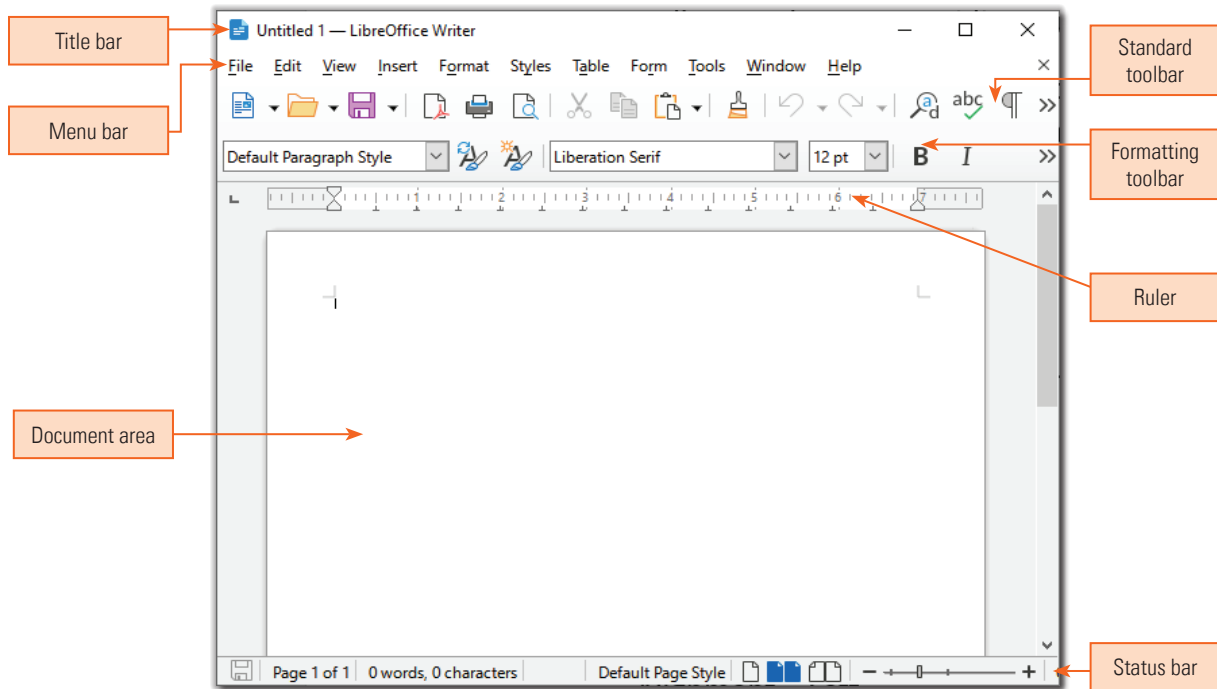 Title bar
Untitled 1 — LibreOffice Writer
Standard
toolbar
File Edit View Insert Format Styles Table Form Tools Window Help
Menu bar
abc
Formatting
toolbar
Default Paragraph Style
Liberation Serif
12 pt
B I
1 2 3 4 5 6 7
Ruler
Document area
Page 1 of 1 0 words, 0 characters Default Page Style
Status bar